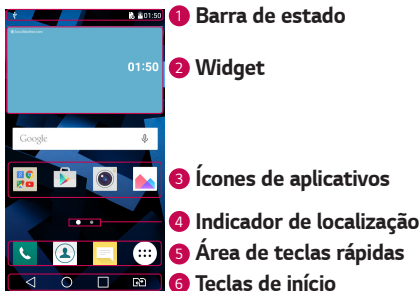 01:50
1 Barra de estado
01:50
2 Widget
Google
3 Ícones de aplicativos
4 Indicador de localização
5 Área de teclas rápidas
6 Teclas de início